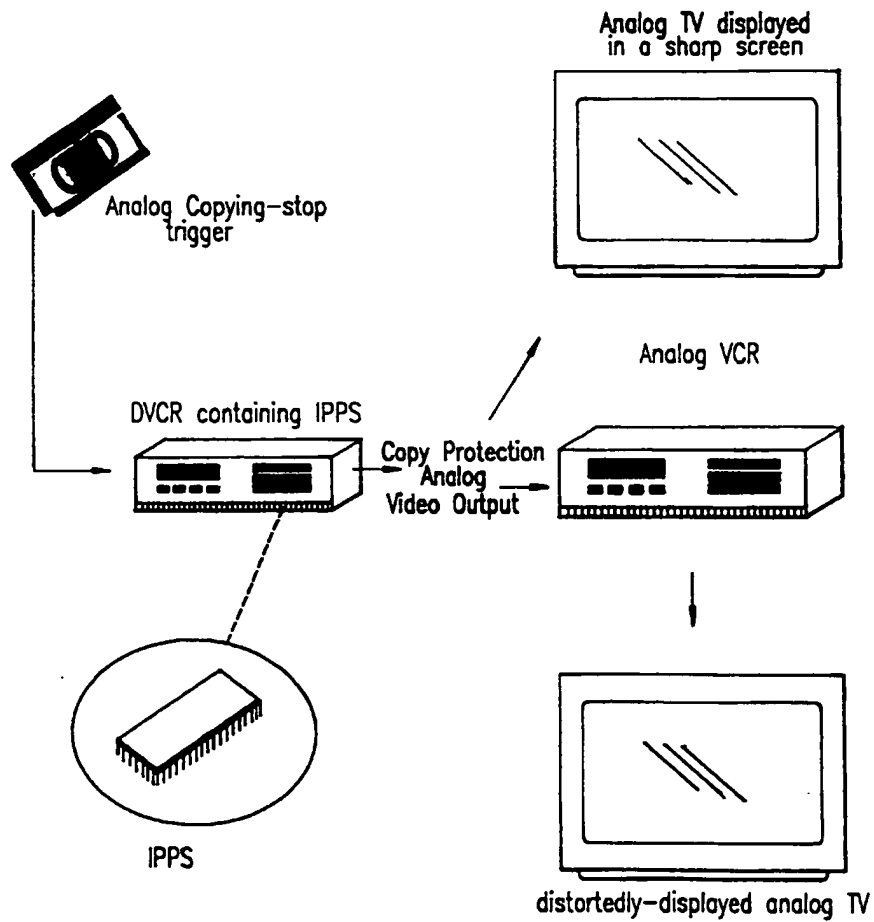 Analog TV displayed
in a sharp screen
Analog Copying-stop
trigger
Analog VCR
DVCR containing IPPS
Copy Protection
Analog
Video Output
IPPS
distortedly-displayed analog TV